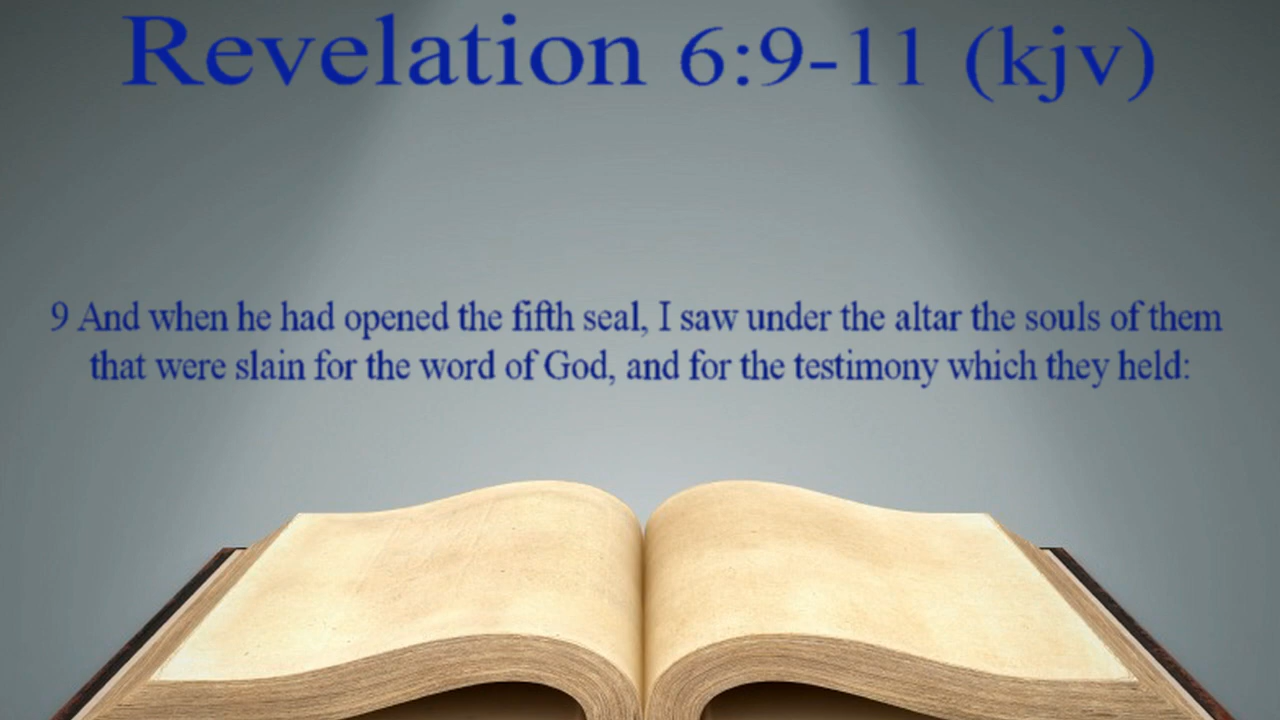 Revelation 6:9-11 (kjv)
9 And when he had opened the fifth seal, I saw under the altar the souls of them
that were slain for the word of God, and for the testimony which they held: